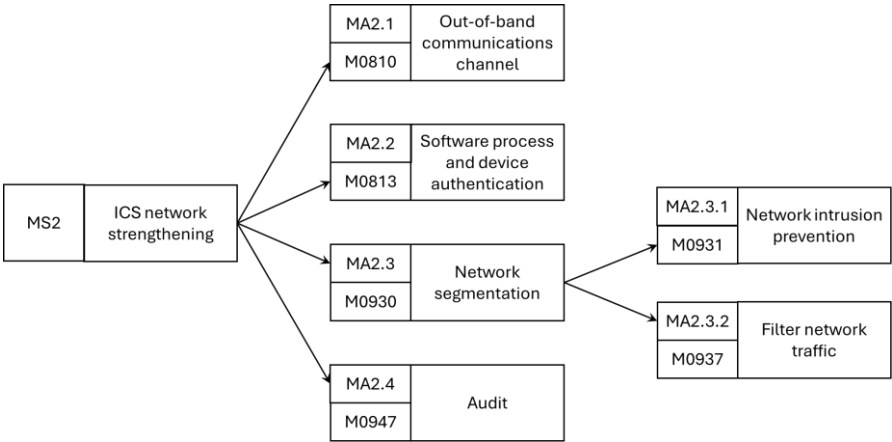 MS2
ICS network
strengthening
MA2.1
M0810
Out-of-band
communications
channel
MA2.2
M0813
Software process
and device
authentication
MA2.3
M0930
Network
segmentation
MA2.4
M0947
Audit
MA2.3.1
M0931
Network intrusion
prevention
MA2.3.2
M0937
Filter network
traffic